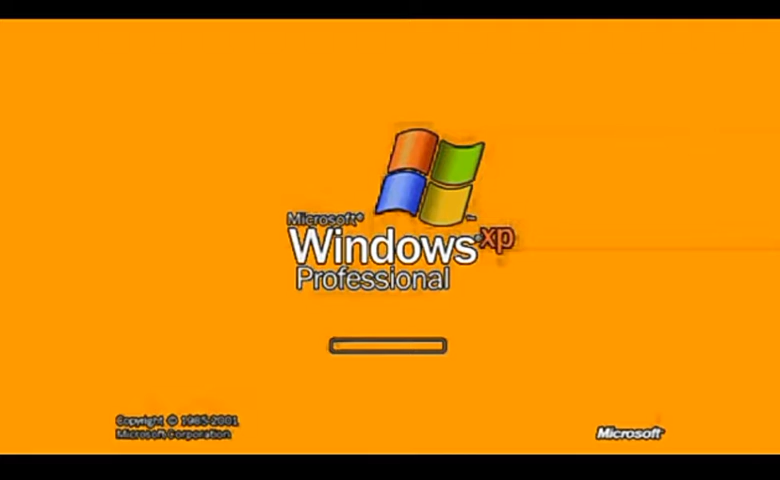 Microsoft®
Windows xp
Professional
Copyright © 1985-2001
Microsoft Corporation
Microsoft®